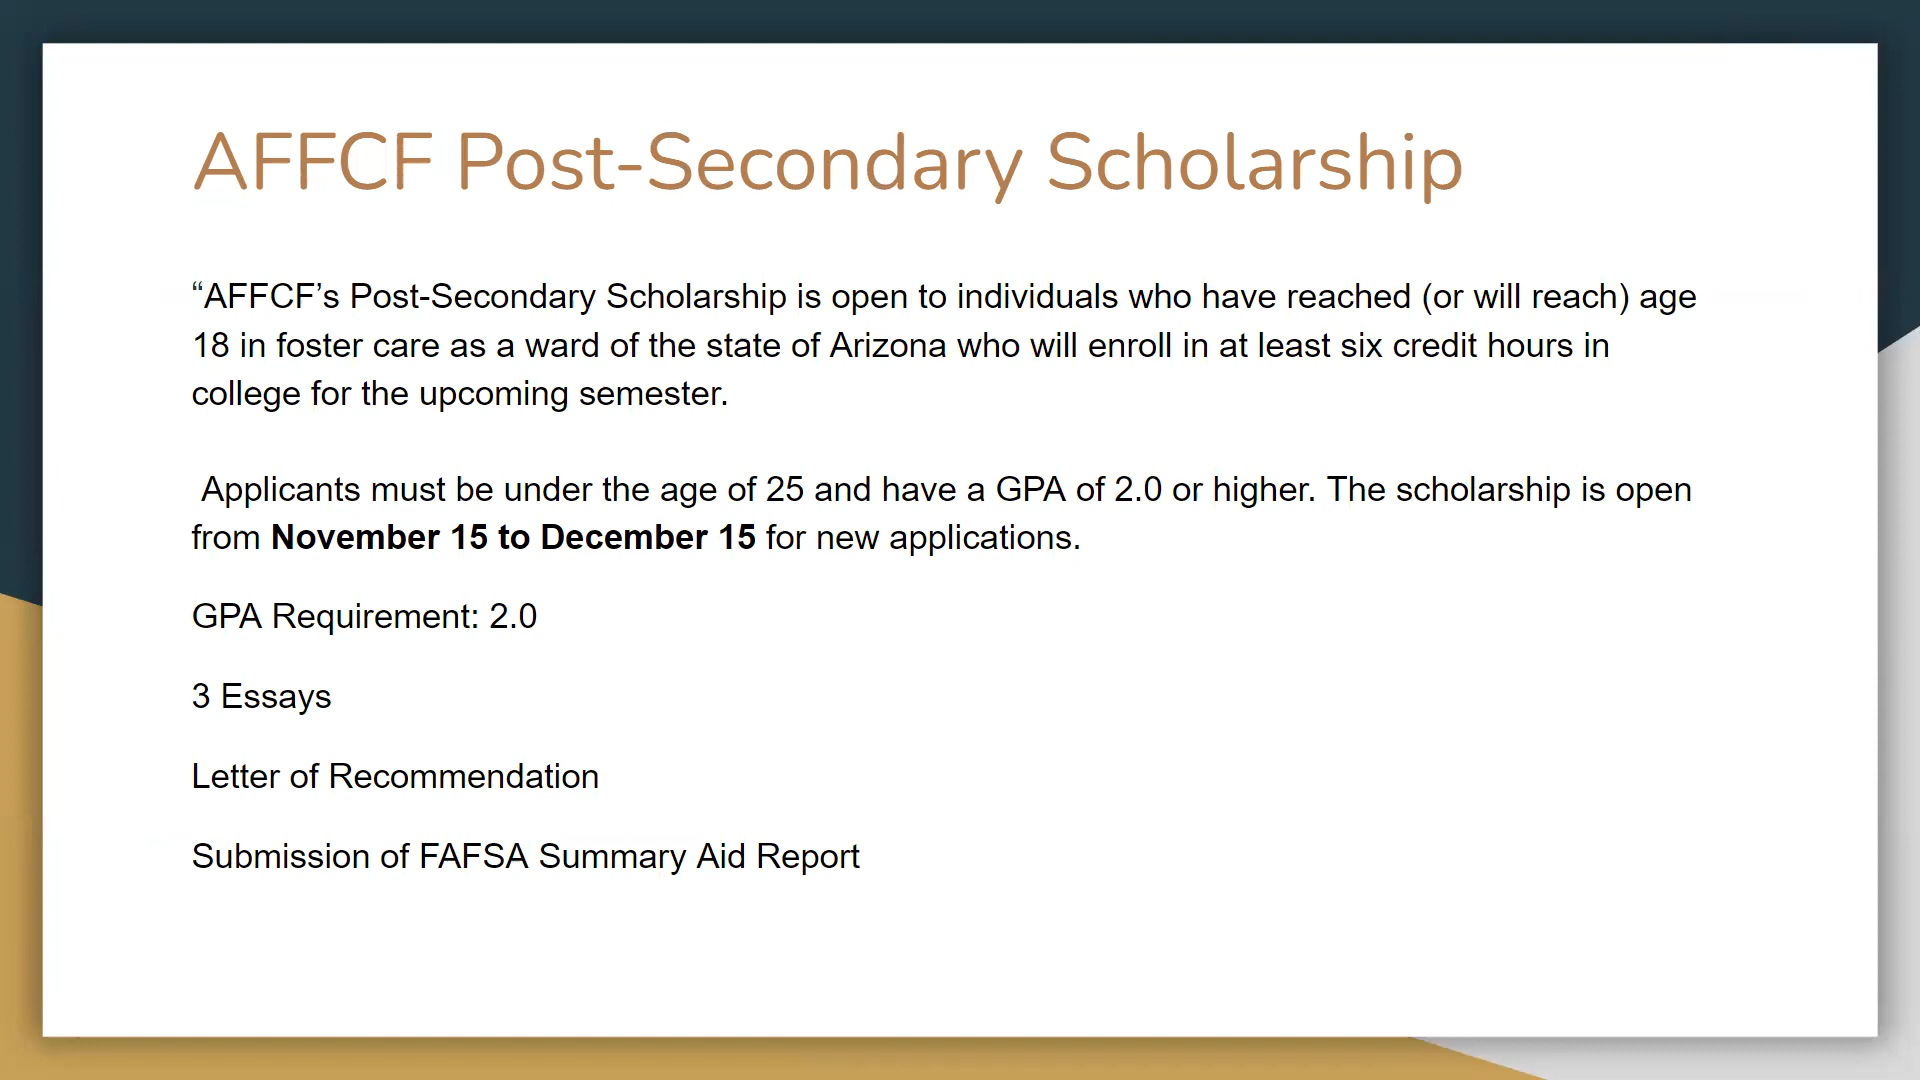 AFFCF Post-Secondary Scholarship
“AFFCF’s Post-Secondary Scholarship is open to individuals who have reached (or will reach) age
18 in foster care as a ward of the state of Arizona who will enroll in at least six credit hours in
college for the upcoming semester.
Applicants must be under the age of 25 and have a GPA of 2.0 or higher. The scholarship is open
from November 15 to December 15 for new applications.
GPA Requirement: 2.0
3 Essays
Letter of Recommendation
Submission of FAFSA Summary Aid Report